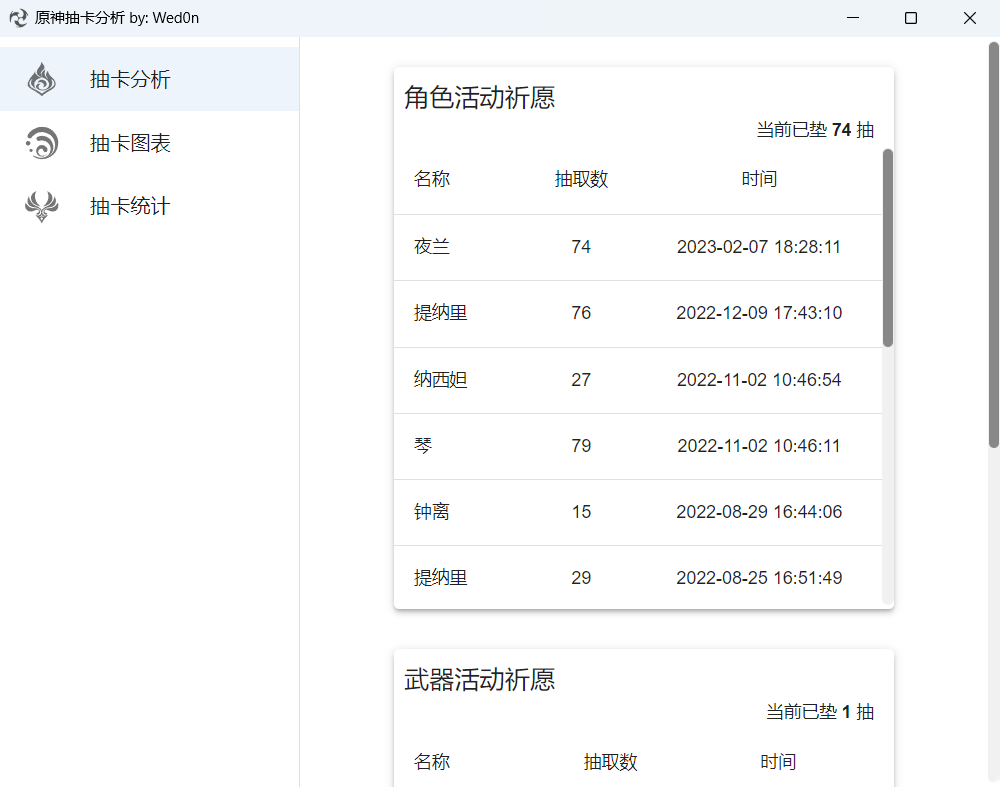 原神抽卡分析 by: Wed0n
抽卡分析
抽卡图表
抽卡统计
角色活动祈愿
当前已垫 74 抽
名称 抽取数 时间
夜兰 74 2023-02-07 18:28:11
提纳里 76 2022-12-09 17:43:10
纳西妲 27 2022-11-02 10:46:54
琴 79 2022-11-02 10:46:11
钟离 15 2022-08-29 16:44:06
提纳里 29 2022-08-25 16:51:49
武器活动祈愿
当前已垫 1 抽
名称 抽取数 时间